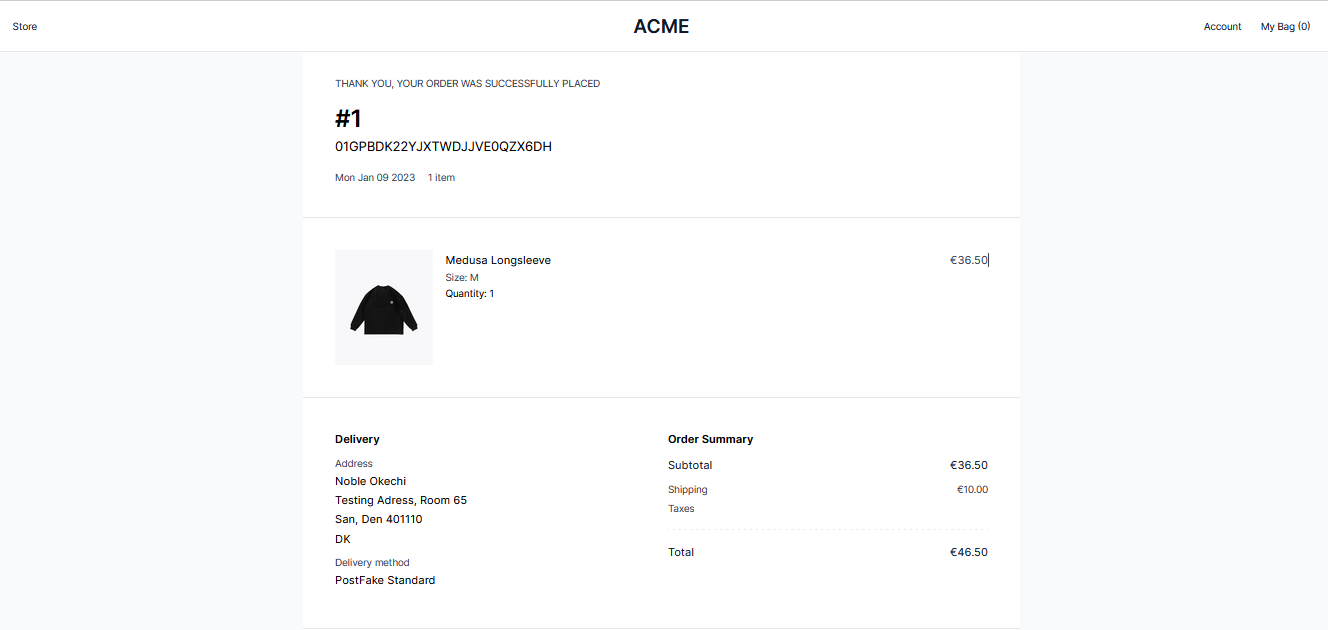 Store
ACME
Account
My Bag (0)
THANK YOU, YOUR ORDER WAS SUCCESSFULLY PLACED
#1
01GPBDK22YJXTWDJJVE0QZX6DH
Mon Jan 09 2023 1 item
Medusa Longsleeve €36.50
Size: M
Quantity: 1
Delivery
Address
Noble Okechi
Testing Adress, Room 65
San, Den 401110
DK
Delivery method
PostFake Standard
Order Summary
Subtotal €36.50
Shipping €10.00
Taxes
Total €46.50